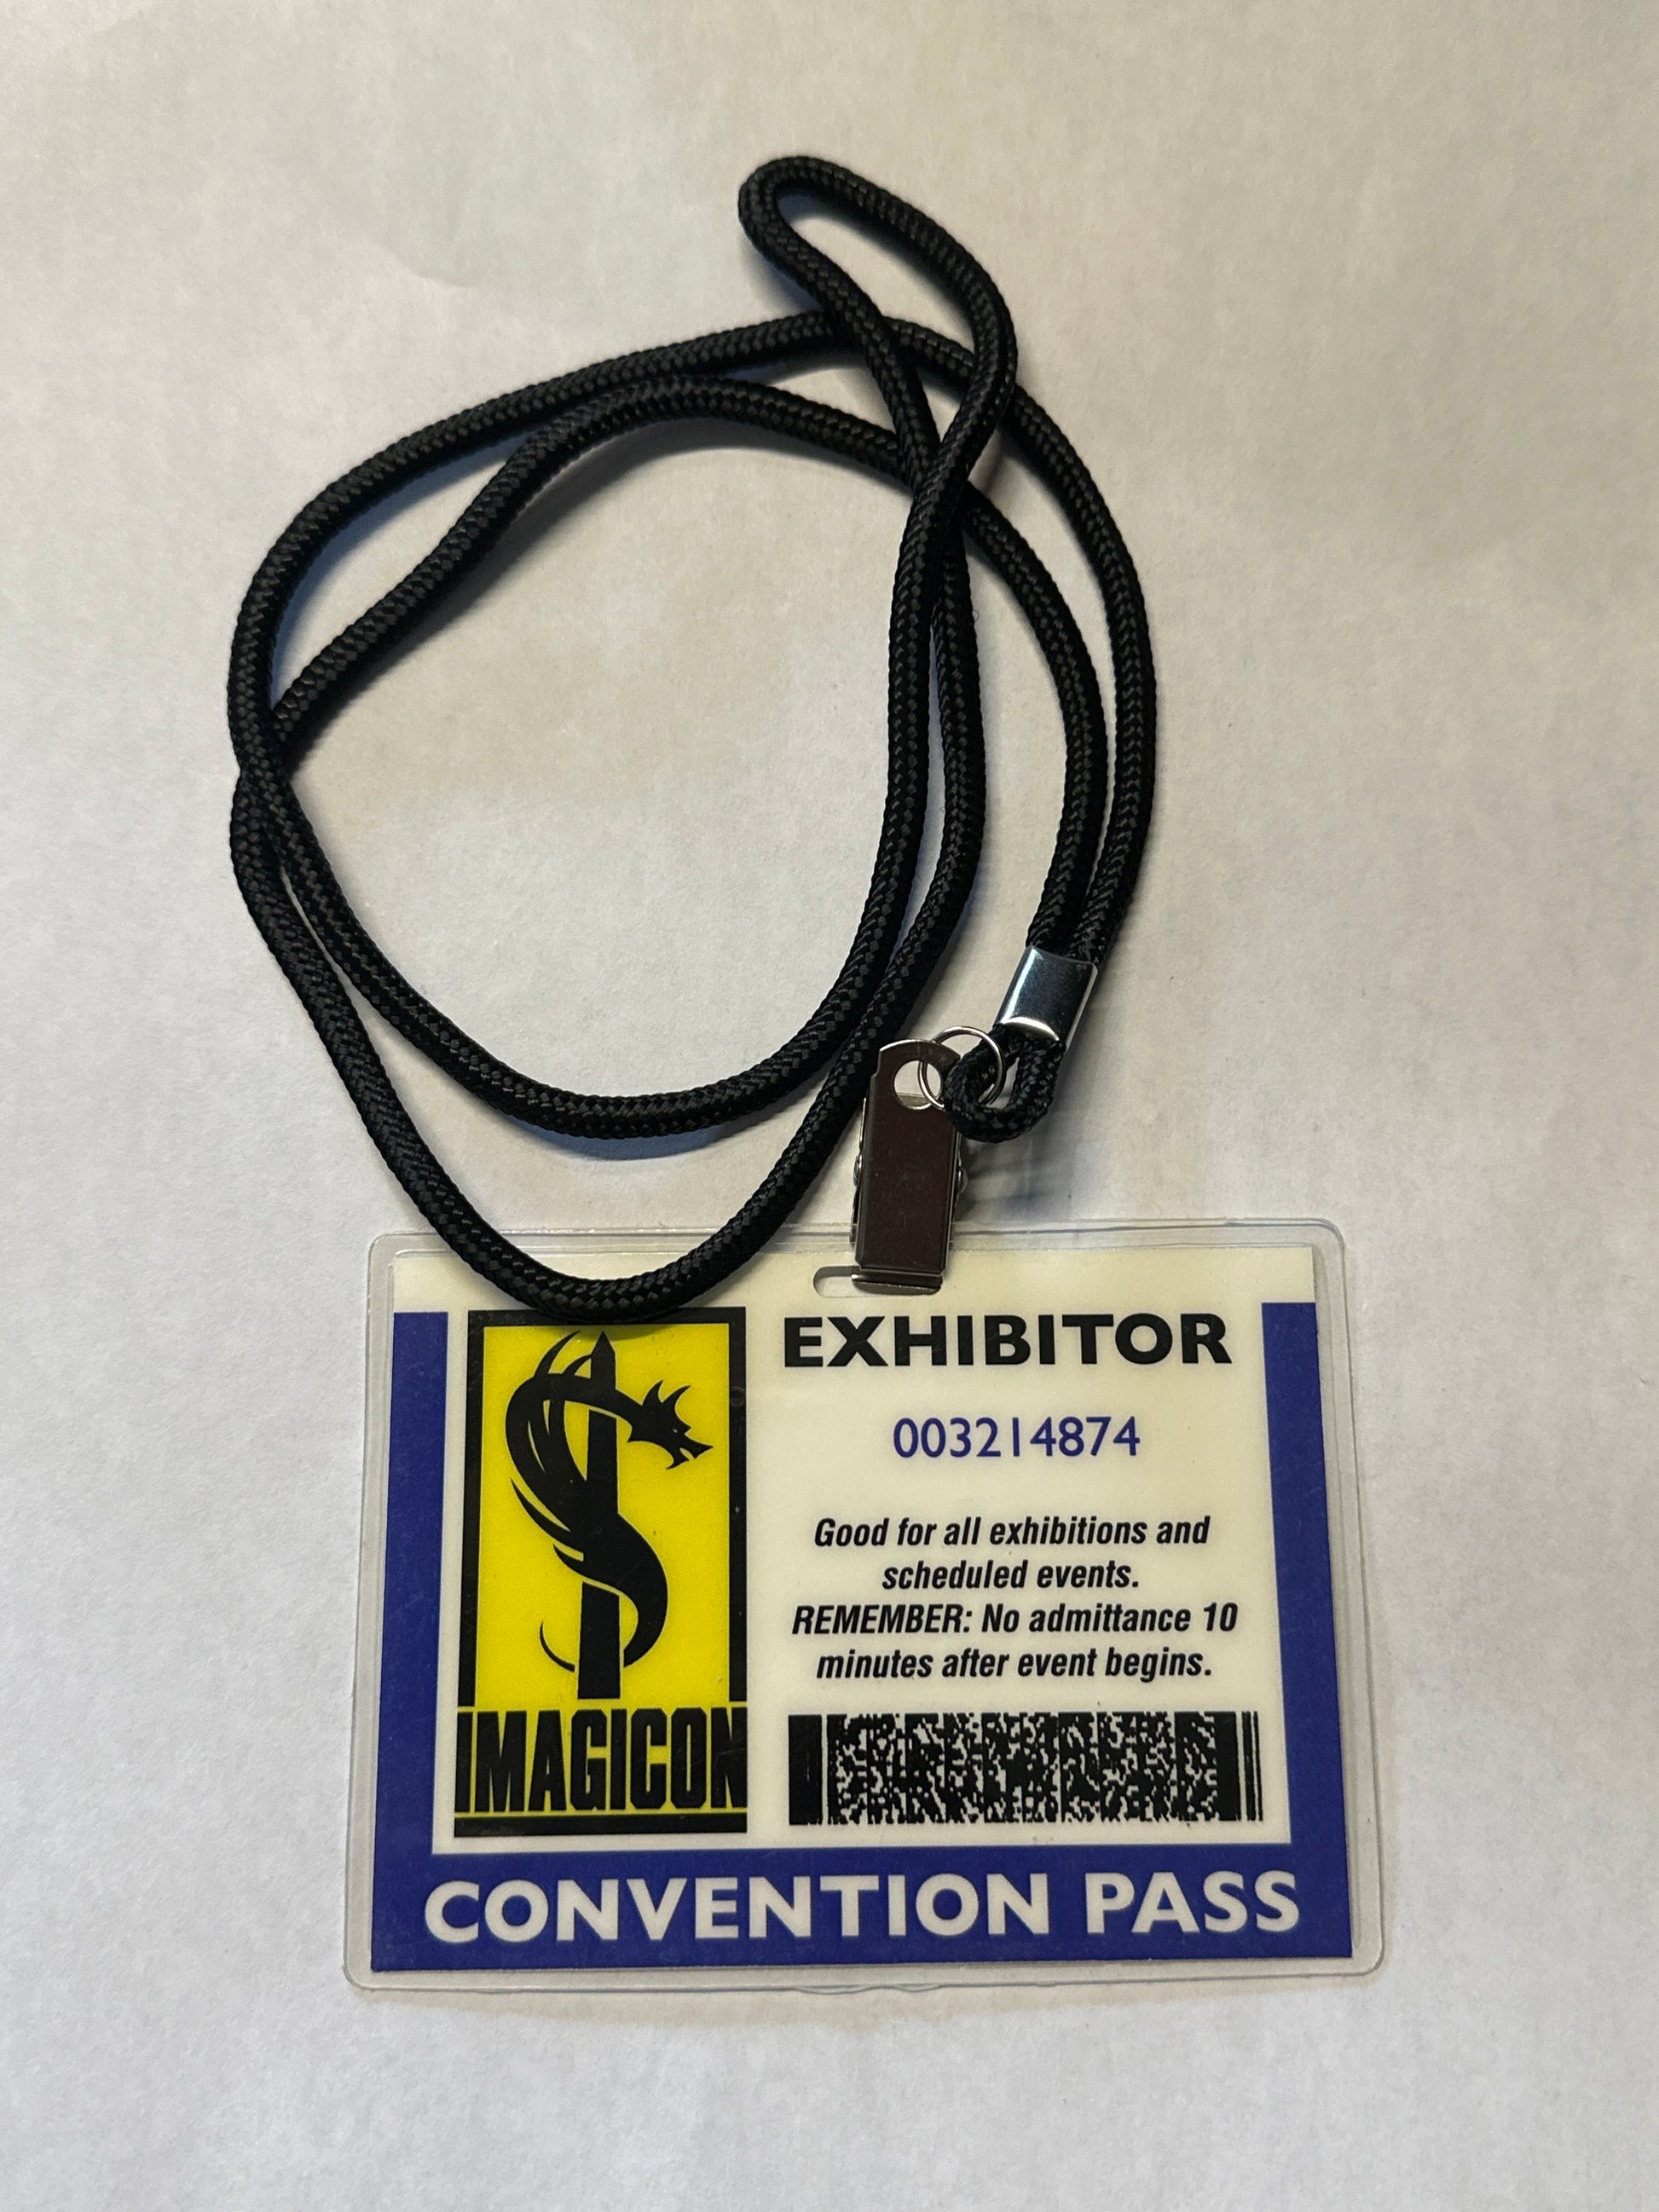 EXHIBITOR
003214874
Good for all exhibitions and
scheduled events.
REMEMBER: No admittance 10
minutes after event begins.
IMAGICON
CONVENTION PASS